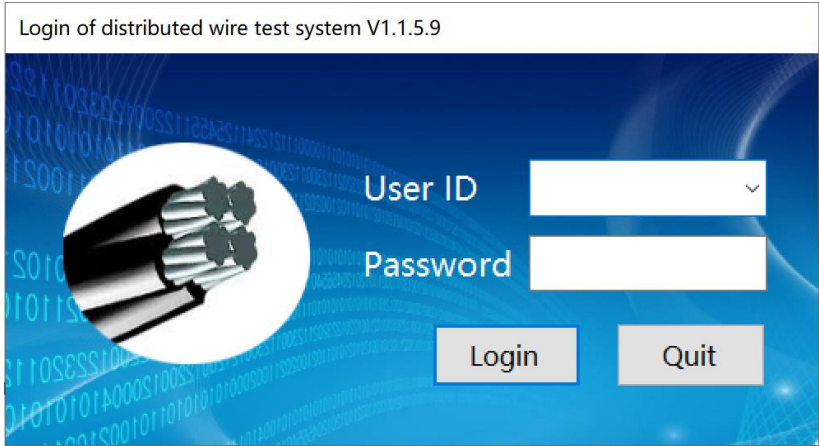 Login of distributed wire test system V1.1.5.9
User ID
Password
Login
Quit